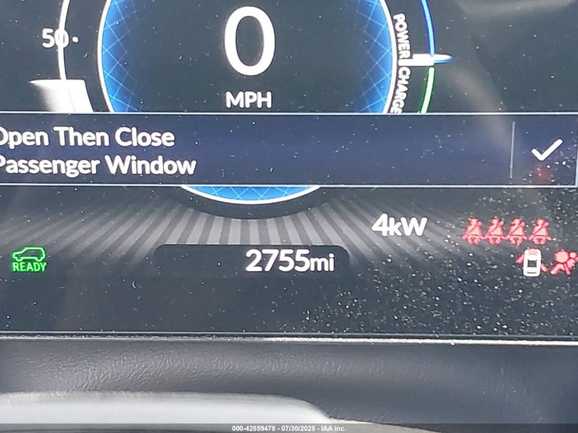 50
0
MPH
POWER
CHARGE
Open Then Close
Passenger Window
4kW
READY
2755mi
000-42559478 - 07/30/2025 - IAA Inc.